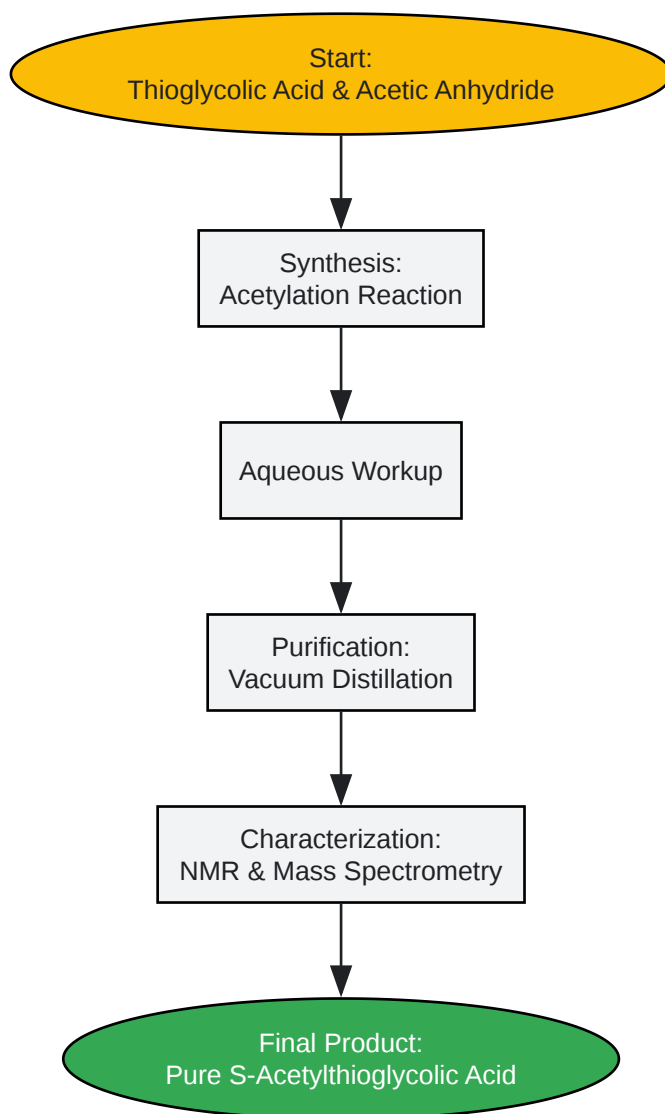 Start:
Thioglycolic Acid & Acetic Anhydride
Synthesis:
Acetylation Reaction
Aqueous Workup
Purification:
Vacuum Distillation
Characterization:
NMR & Mass Spectrometry
Final Product:
Pure S-Acetylthioglycolic Acid